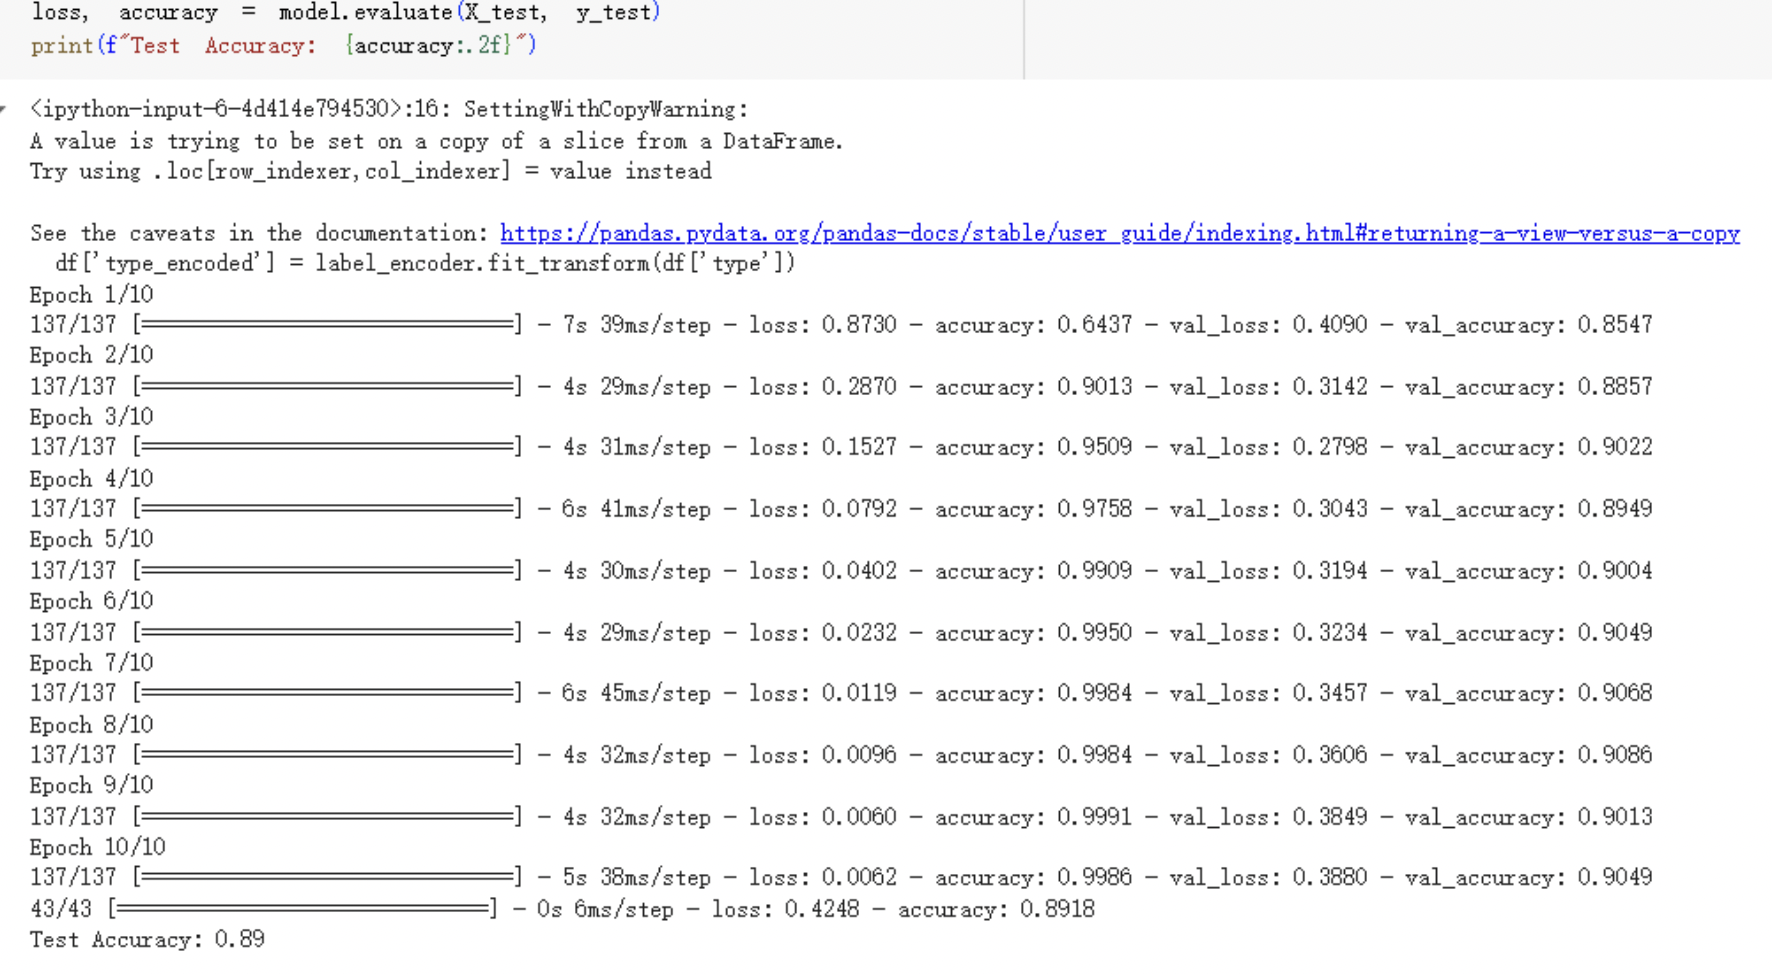 loss, accuracy = model.evaluate(X_test, y_test)
print(f"Test Accuracy: {accuracy:.2f}")
<ipython-input-6-4d414e794530>:16: SettingWithCopyWarning:
A value is trying to be set on a copy of a slice from a DataFrame.
Try using .loc[row_indexer,col_indexer] = value instead
See the caveats in the documentation: https://pandas.pydata.org/pandas-docs/stable/user_guide/indexing.html#returning-a-view-versus-a-copy
df['type_encoded'] = label_encoder.fit_transform(df['type'])
Epoch 1/10
137/137 [==============================] - 7s 39ms/step - loss: 0.8730 - accuracy: 0.6437 - val_loss: 0.4090 - val_accuracy: 0.8547
Epoch 2/10
137/137 [==============================] - 4s 29ms/step - loss: 0.2870 - accuracy: 0.9013 - val_loss: 0.3142 - val_accuracy: 0.8857
Epoch 3/10
137/137 [==============================] - 4s 31ms/step - loss: 0.1527 - accuracy: 0.9509 - val_loss: 0.2798 - val_accuracy: 0.9022
Epoch 4/10
137/137 [==============================] - 6s 41ms/step - loss: 0.0792 - accuracy: 0.9758 - val_loss: 0.3043 - val_accuracy: 0.8949
Epoch 5/10
137/137 [==============================] - 4s 30ms/step - loss: 0.0402 - accuracy: 0.9909 - val_loss: 0.3194 - val_accuracy: 0.9004
Epoch 6/10
137/137 [==============================] - 4s 29ms/step - loss: 0.0232 - accuracy: 0.9950 - val_loss: 0.3234 - val_accuracy: 0.9049
Epoch 7/10
137/137 [==============================] - 6s 45ms/step - loss: 0.0119 - accuracy: 0.9984 - val_loss: 0.3457 - val_accuracy: 0.9068
Epoch 8/10
137/137 [==============================] - 4s 32ms/step - loss: 0.0096 - accuracy: 0.9984 - val_loss: 0.3606 - val_accuracy: 0.9086
Epoch 9/10
137/137 [==============================] - 4s 32ms/step - loss: 0.0060 - accuracy: 0.9991 - val_loss: 0.3849 - val_accuracy: 0.9013
Epoch 10/10
137/137 [==============================] - 5s 38ms/step - loss: 0.0062 - accuracy: 0.9986 - val_loss: 0.3880 - val_accuracy: 0.9049
43/43 [==============================] - 0s 6ms/step - loss: 0.4248 - accuracy: 0.8918
Test Accuracy: 0.89